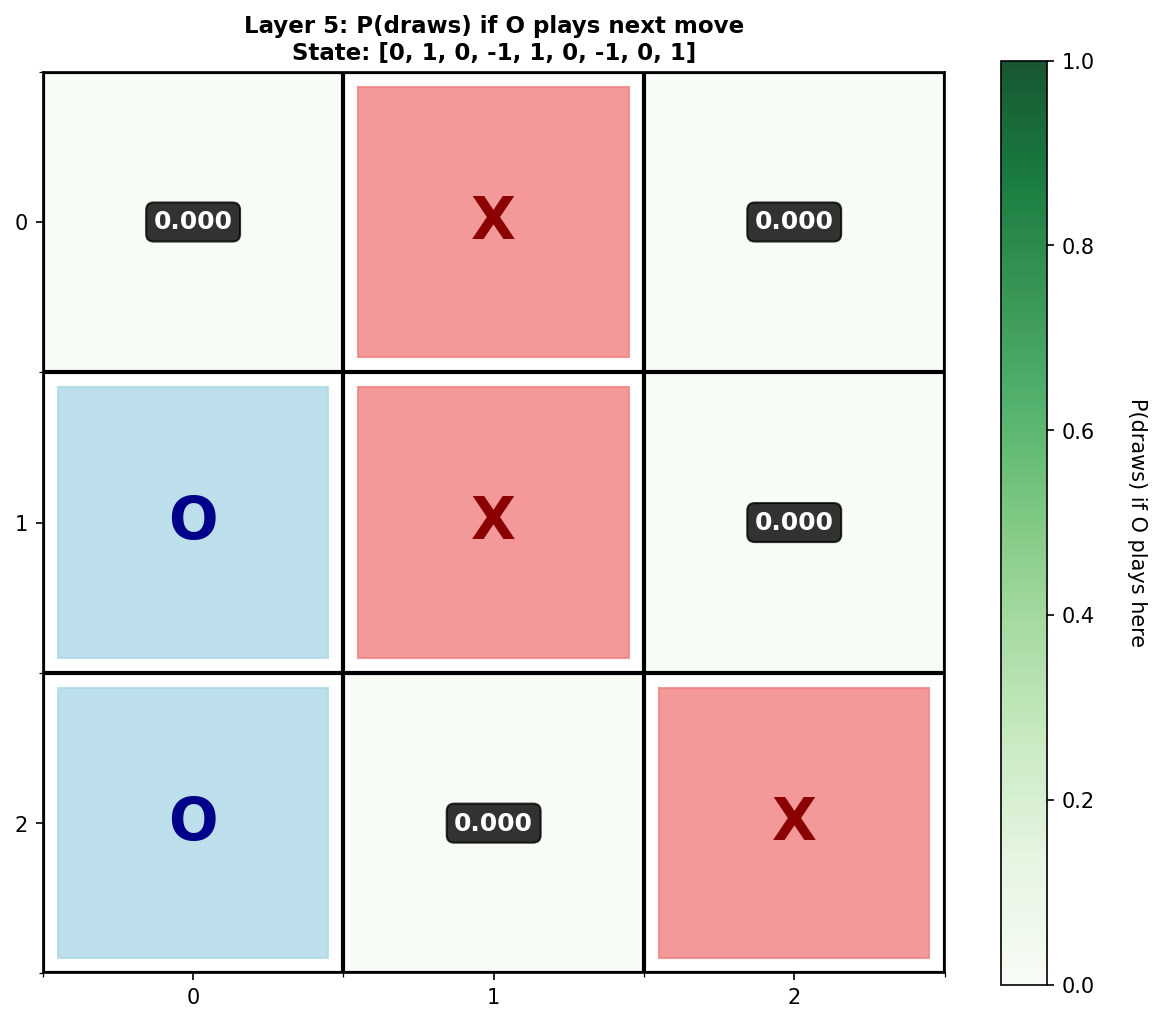 Layer 5: P(draws) if O plays next move
State: [0, 1, 0, -1, 1, 0, -1, 0, 1]
0
0.000
X
0.000
1
O
X
0.000
2
O
0.000
X
0
1
2
1.0
0.8
0.6
0.4
0.2
0.0
P(draws) if O plays here